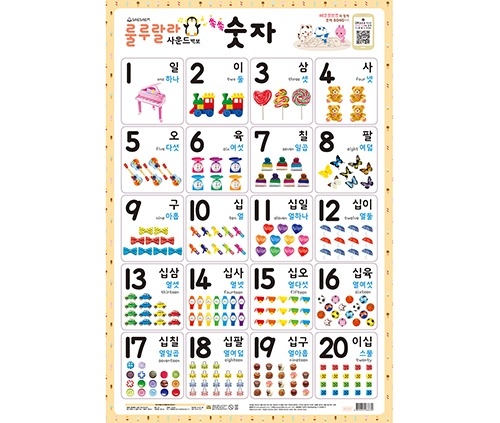 룰루랄라
사운드벽보
숫자
1 일 one 하나
2 이 two 둘
3 삼 three 셋
4 사 four 넷
5 오 five 다섯
6 육 six 여섯
7 칠 seven 일곱
8 팔 eight 여덟
9 구 nine 아홉
10 십 ten 열
11 십일 열하나 eleven
12 십이 열둘 twelve
13 십삼 열셋 thirteen
14 십사 열넷 fourteen
15 십오 열다섯 fifteen
16 십육 열여섯 sixteen
17 십칠 열일곱 seventeen
18 십팔 열여덟 eighteen
19 십구 열아홉 nineteen
20 이십 스물 twenty